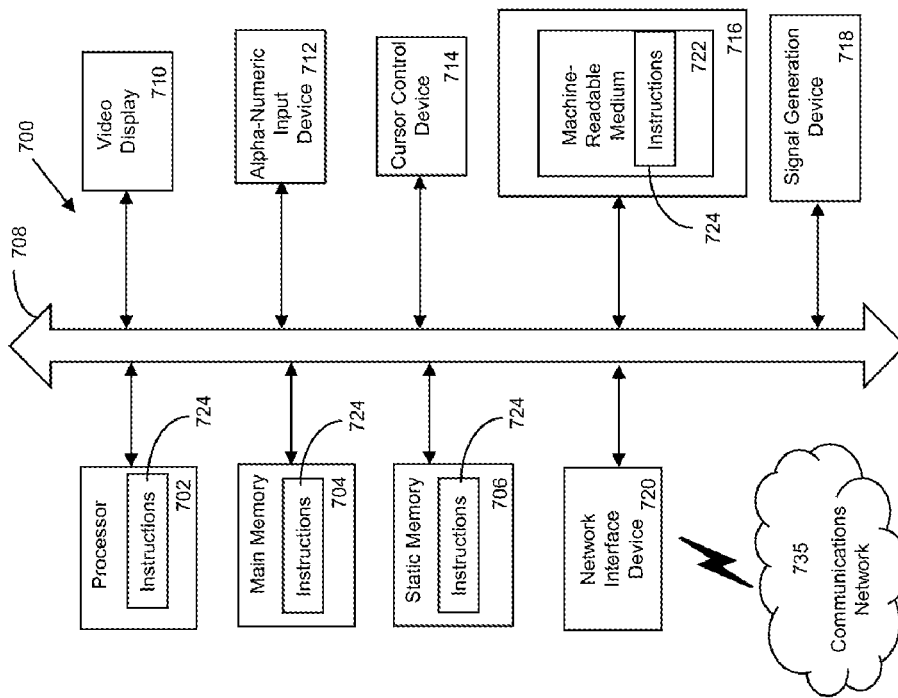 700
708
Processor
Instructions
702
724
Main Memory
Instructions
704
724
Static Memory
Instructions
706
724
Network
Interface
Device
720
735
Communications
Network
Video
Display
710
Alpha-Numeric
Input
Device
712
Cursor Control
Device
714
Machine-
Readable
Medium
Instructions
722
716
724
Signal Generation
Device
718